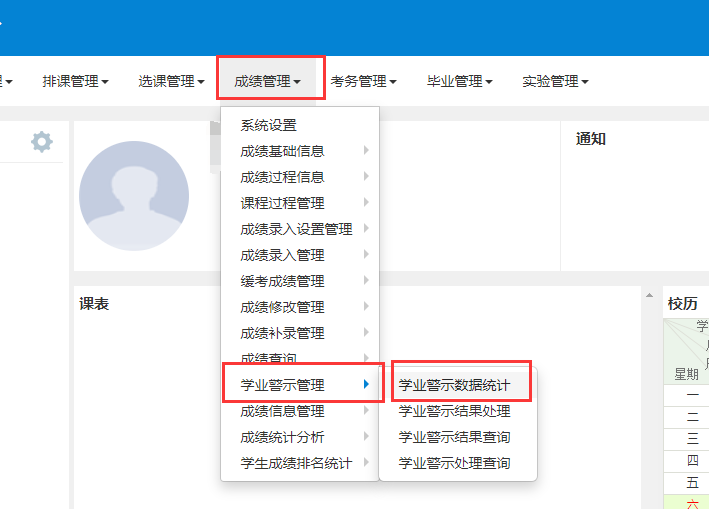 排课管理
选课管理
成绩管理
考务管理
毕业管理
实验管理
系统设置
成绩基础信息
成绩过程信息
课程过程管理
成绩录入设置管理
成绩录入管理
缓考成绩管理
成绩修改管理
成绩补录管理
成绩查询
学业警示管理
成绩信息管理
成绩统计分析
学生成绩排名统计
学业警示数据统计
学业警示结果处理
学业警示结果查询
学业警示处理查询
通知
课表
校历
学
星期
一
二
三
四
五
六